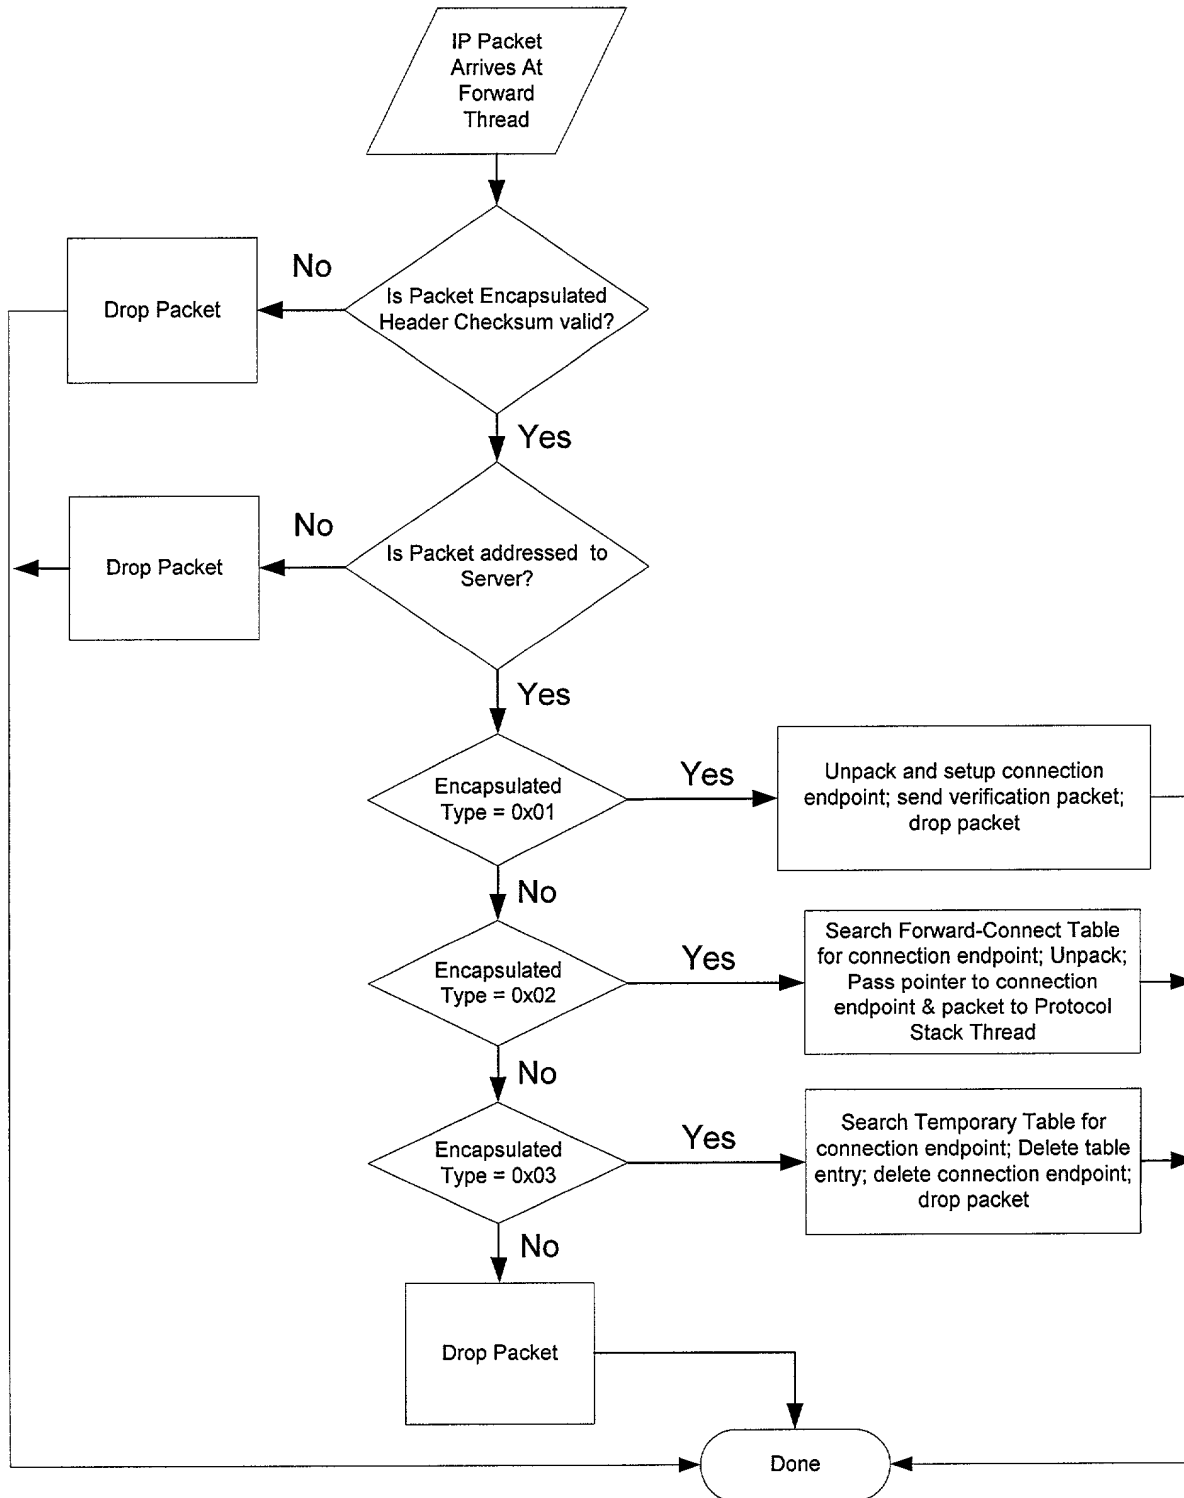 IP Packet
Arrives At
Forward
Thread
No
Drop Packet
Is Packet Encapsulated
Header Checksum valid?
Yes
No
Drop Packet
Is Packet addressed to
Server?
Yes
Encapsulated
Type = 0x01
Yes
Unpack and setup connection
endpoint; send verification packet;
drop packet
No
Encapsulated
Type = 0x02
Yes
Search Forward-Connect Table
for connection endpoint; Unpack;
Pass pointer to connection
endpoint & packet to Protocol
Stack Thread
No
Encapsulated
Type = 0x03
Yes
Search Temporary Table for
connection endpoint; Delete table
entry; delete connection endpoint;
drop packet
No
Drop Packet
Done